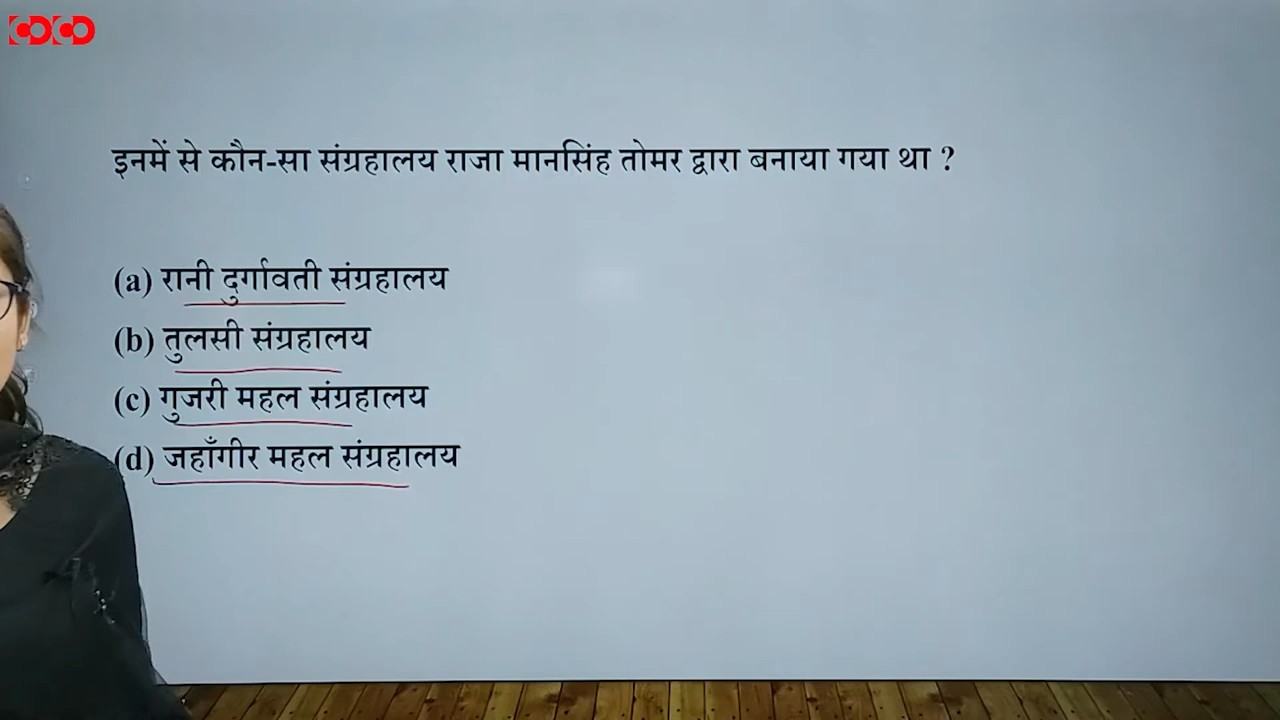 COCO
इनमें से कौन-सा संग्रहालय राजा मानसिंह तोमर द्वारा बनाया गया था ?
(a) रानी दुर्गावती संग्रहालय
(b) तुलसी संग्रहालय
(c) गुजरी महल संग्रहालय
(d) जहाँगीर महल संग्रहालय